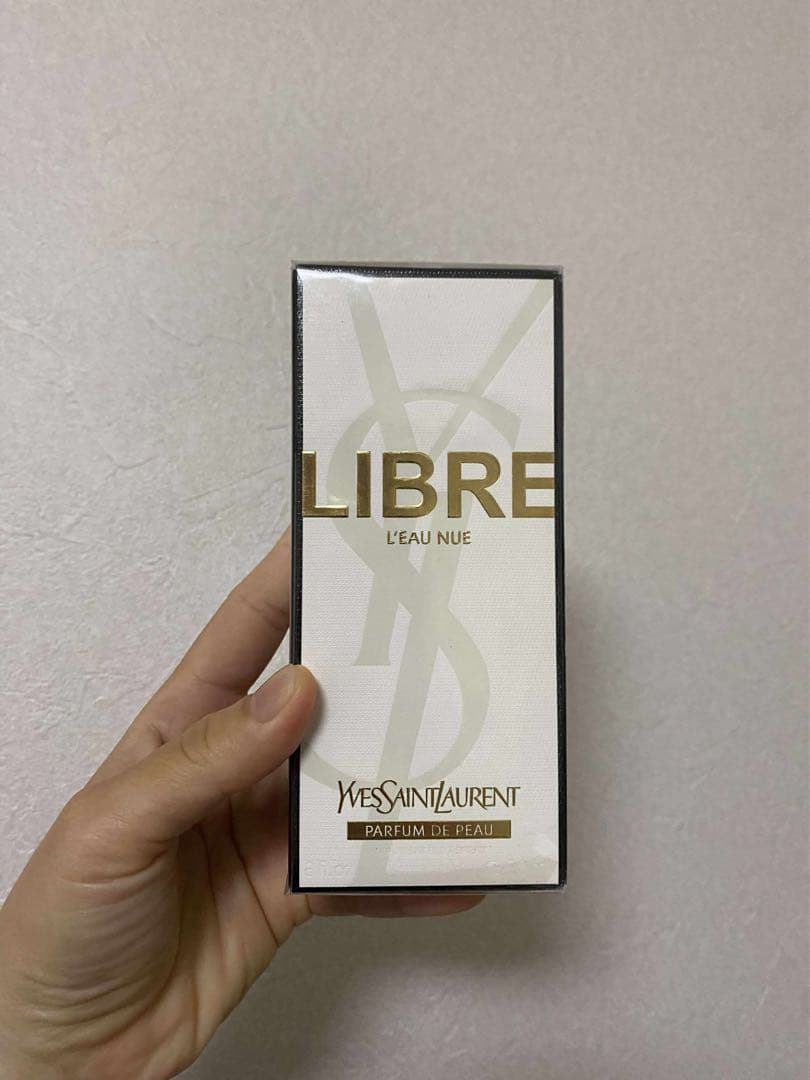 LIBRE
L'EAU NUE
YVESSAINTLAURENT
PARFUM DE PEAU